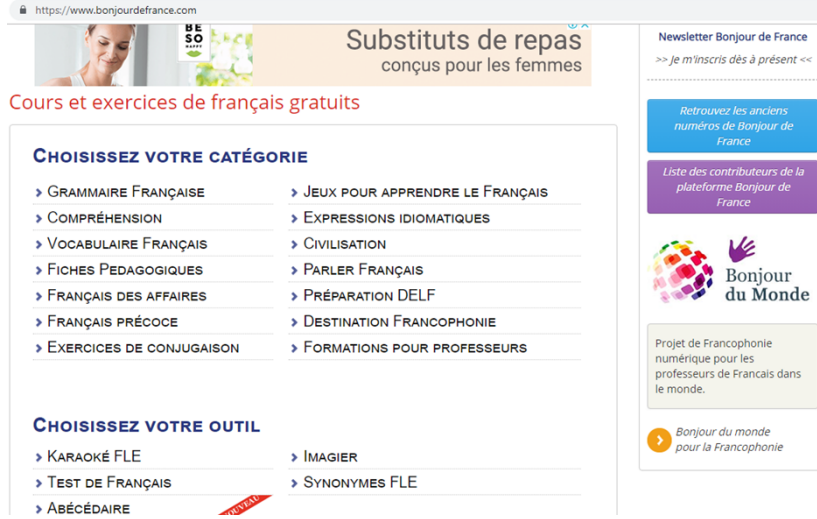 https://www.bonjourdefrance.com
BE
SO
HAPPY
Substituts de repas
conçus pour les femmes
Newsletter Bonjour de France
>> Je m'inscris dès à présent <<
Cours et exercices de français gratuits
Retrouvez les anciens
numéros de Bonjour de
France
Liste des contributeurs de la
plateforme Bonjour de
France
CHOISISSEZ VOTRE CATÉGORIE
GRAMMAIRE FRANÇAISE
JEUX POUR APPRENDRE LE FRANÇAIS
COMPRÉHENSION
EXPRESSIONS IDIOMATIQUES
VOCABULAIRE FRANÇAIS
CIVILISATION
FICHES PEDAGOGIQUES
PARLER FRANÇAIS
FRANÇAIS DES AFFAIRES
PRÉPARATION DELF
FRANÇAIS PRÉCOCE
DESTINATION FRANCOPHONIE
EXERCICES DE CONJUGAISON
FORMATIONS POUR PROFESSEURS
Bonjour
du Monde
Projet de Francophonie
numérique pour les
professeurs de Francais dans
le monde.
Bonjour du monde
pour la Francophonie
CHOISISSEZ VOTRE OUTIL
KARAOKÉ FLE
IMAGIER
TEST DE FRANÇAIS
SYNONYMES FLE
ABÉCÉDAIRE